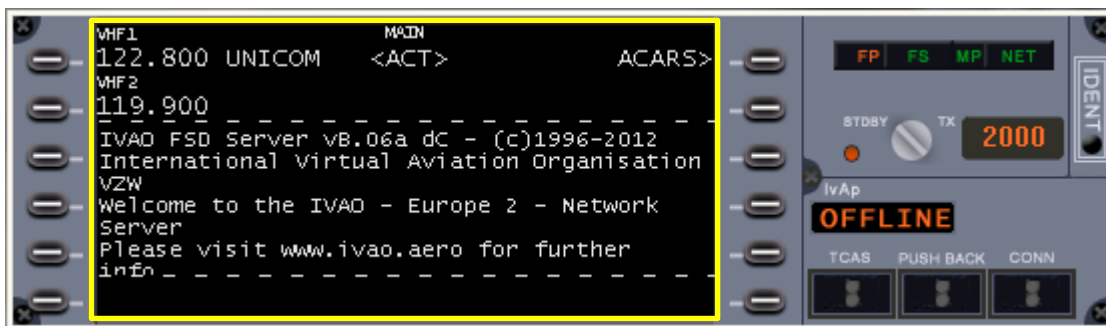 VHF1 MAIN
122.800 UNICOM <ACT> ACARS>
VHF2
119.900
IVAO FSD Server vB.06a dC - (c)1996-2012
International Virtual Aviation Organisation
VZW
Welcome to the IVAO - Europe 2 - Network
Server
Please visit www.ivao.aero for further
info
FP FS MP NET
IDENT
STDBY TX 2000
IvAp
OFFLINE
TCAS PUSH BACK CONN